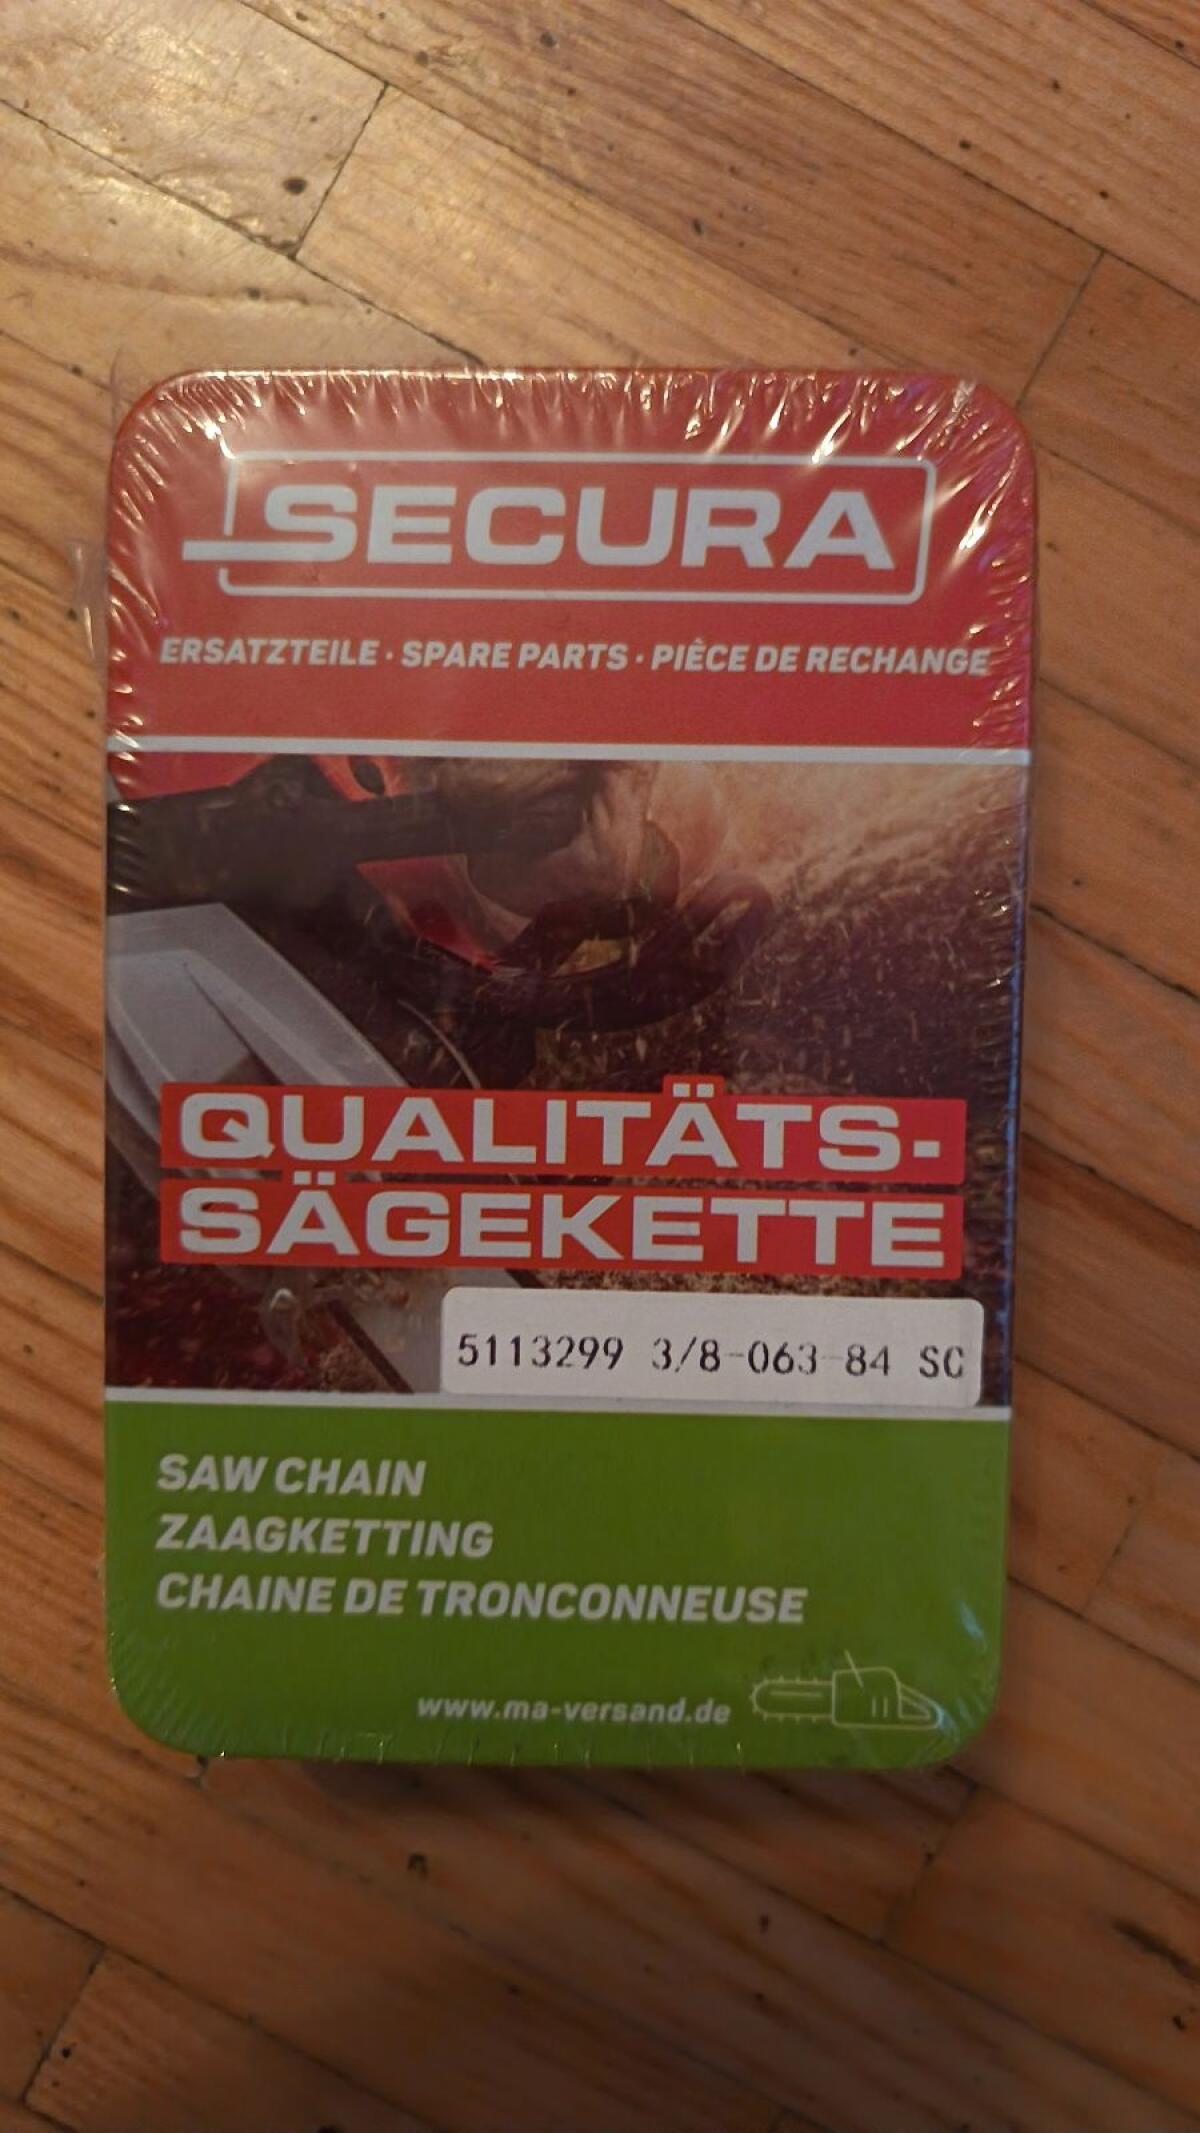 SECURA
ERSATZTEILE · SPARE PARTS · PIÈCE DE RECHANGE
QUALITÄTS-
SÄGEKETTE
5113299 3/8-063-84 SC
SAW CHAIN
ZAAGKETTING
CHAINE DE TRONCONNEUSE
www.ma-versand.de